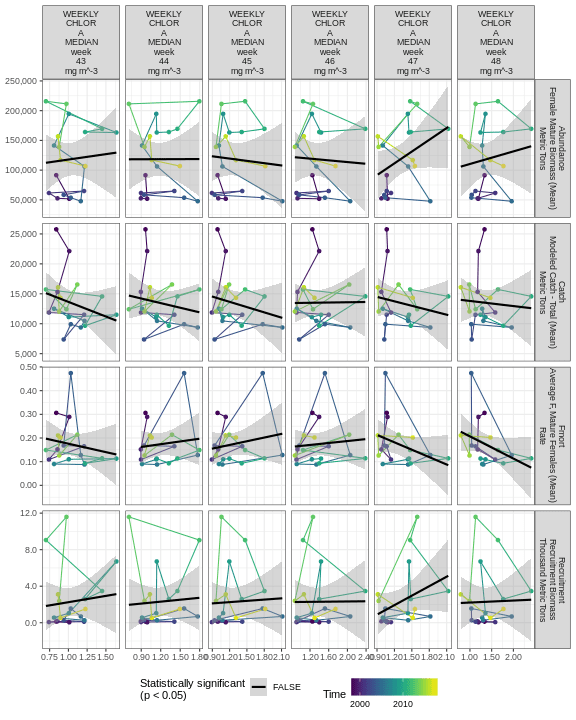 WEEKLY CHLOR A MEDIAN week 43 mg m^-3
WEEKLY CHLOR A MEDIAN week 44 mg m^-3
WEEKLY CHLOR A MEDIAN week 45 mg m^-3
WEEKLY CHLOR A MEDIAN week 46 mg m^-3
WEEKLY CHLOR A MEDIAN week 47 mg m^-3
WEEKLY CHLOR A MEDIAN week 48 mg m^-3
250,000
200,000
150,000
100,000
50,000
Abundance
Female Mature Biomass (Mean)
Metric Tons
25,000
20,000
15,000
10,000
5,000
Catch
Modelled Catch - Total (Mean)
Metric Tons
0.50
0.40
0.30
0.20
0.10
0.00
Fmort
Average F, Mature Females (Mean)
Rate
12.0
8.0
4.0
0.0
Recruitment
Recruitment Biomass
Thousand Metric Tons
0.75 1.00 1.25 1.50
0.90 1.20 1.50 1.80
0.90 1.20 1.50 1.80 2.10
1.20 1.60 2.00 2.40
0.90 1.20 1.50 1.80 2.10
1.00 1.50 2.00
Statistically significant
(p < 0.05)
FALSE
Time
2000 2010